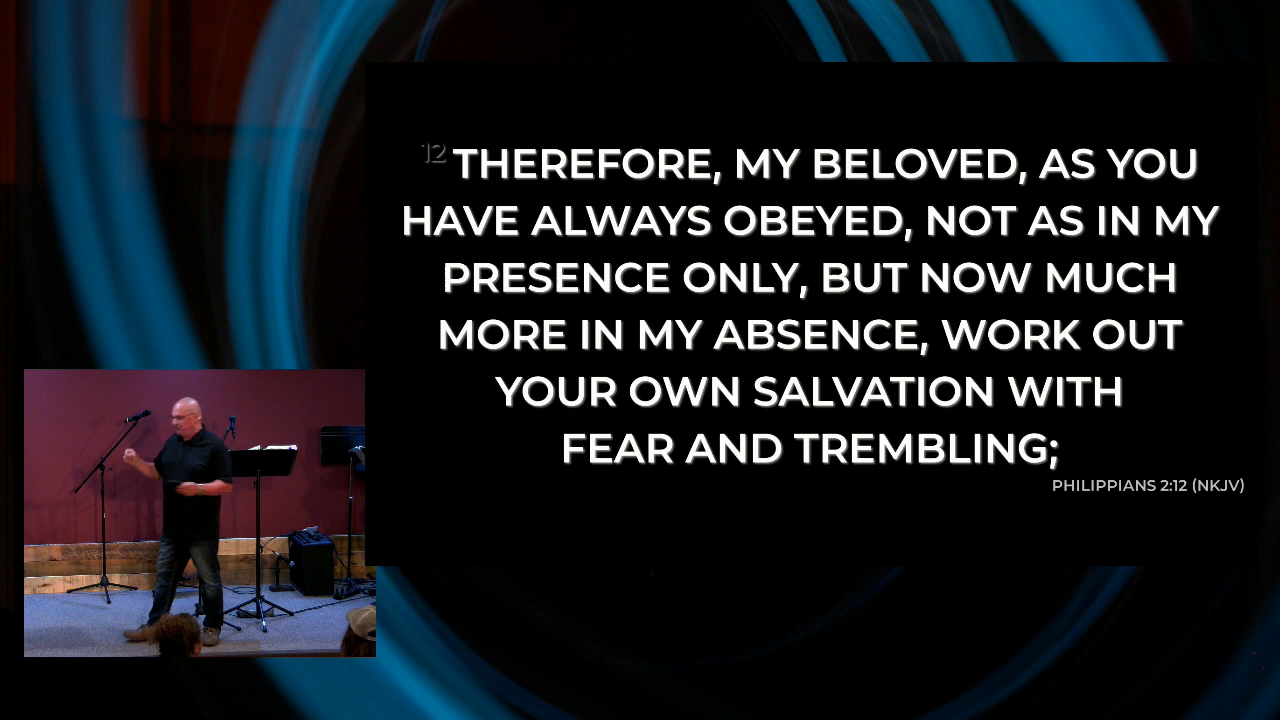 12 THEREFORE, MY BELOVED, AS YOU
HAVE ALWAYS OBEYED, NOT AS IN MY
PRESENCE ONLY, BUT NOW MUCH
MORE IN MY ABSENCE, WORK OUT
YOUR OWN SALVATION WITH
FEAR AND TREMBLING;
PHILIPPIANS 2:12 (NKJV)